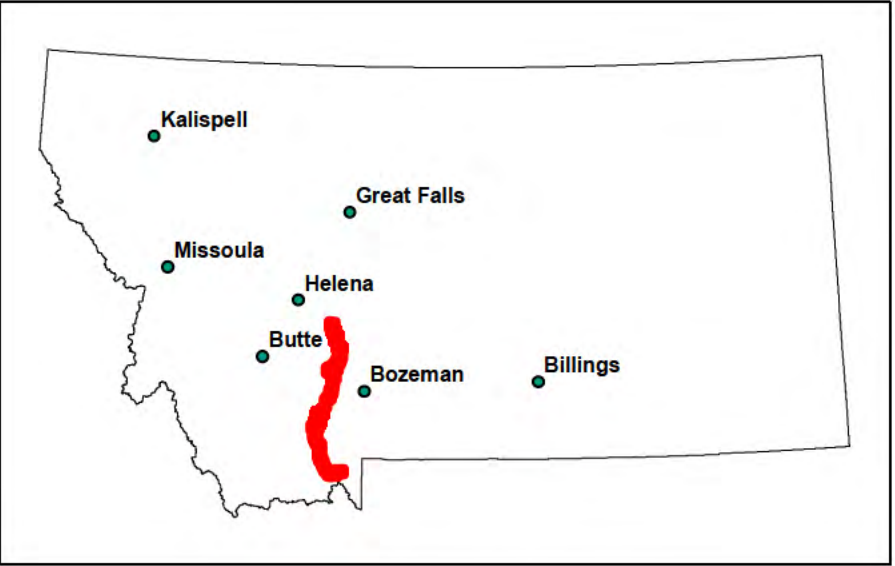 Kalispell
Great Falls
Missoula
Helena
Butte
Bozeman
Billings